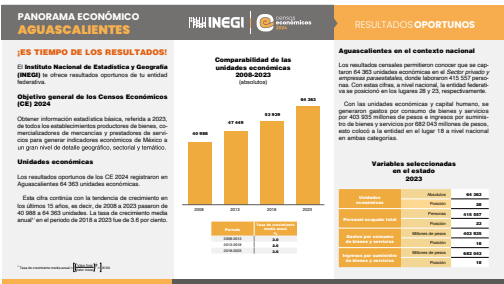 PANORAMA ECONÓMICO
AGUASCALIENTES
INEGI
censos
económicos
2024
RESULTADOS OPORTUNOS
¡ES TIEMPO DE LOS RESULTADOS!
El Instituto Nacional de Estadística y Geografía
(INEGI) te ofrece resultados oportunos de tu entidad
federativa.
Objetivo general de los Censos Económicos
(CE) 2024
Obtener información estadística básica, referida a 2023,
de todos los establecimientos productores de bienes, co-
mercializadores de mercancías y prestadores de servi-
cios para generar indicadores económicos de México a
un gran nivel de detalle geográfico, sectorial y temático.
Unidades económicas
Los resultados oportunos de los CE 2024 registraron en
Aguascalientes 64 363 unidades económicas.
Esta cifra continúa con la tendencia de crecimiento en
los últimos 15 años, es decir, de 2008 a 2023 pasaron de
40 988 a 64 363 unidades. La tasa de crecimiento media
anual¹ en el periodo de 2018 a 2023 fue de 3.6 por ciento.
Comparabilidad de las
unidades económicas
2008-2023
(absolutos)
40 988
47 449
53 939
64 363
2008
2013
2018
2023
Periodo
Tasa de crecimiento
media anual
%
2008-2013
3.0
2013-2018
2.6
2018-2023
3.6
Aguascalientes en el contexto nacional
Los resultados censales permitieron conocer que se cap-
taron 64 363 unidades económicas en el Sector privado y
empresas paraestatales, donde laboraron 415 557 perso-
nas. Con estas cifras, a nivel nacional, la entidad federati-
va se posicionó en los lugares 28 y 23, respectivamente.
Con las unidades económicas y capital humano, se
generaron gastos por consumo de bienes y servicios
por 403 935 millones de pesos e ingresos por suminis-
tro de bienes y servicios por 682 043 millones de pesos,
esto colocó a la entidad en el lugar 18 a nivel nacional
en ambas categorías.
Variables seleccionadas
en el estado
2023
Unidades
económicas
Absolutos
64 363
Posición
28
Personal ocupado total
Personas
415 557
Posición
23
Gastos por consumo
de bienes y servicios
Millones de pesos
403 935
Posición
18
Ingresos por suministro
de bienes y servicios
Millones de pesos
682 043
Posición
18
¹ Tasa de crecimiento media anual =